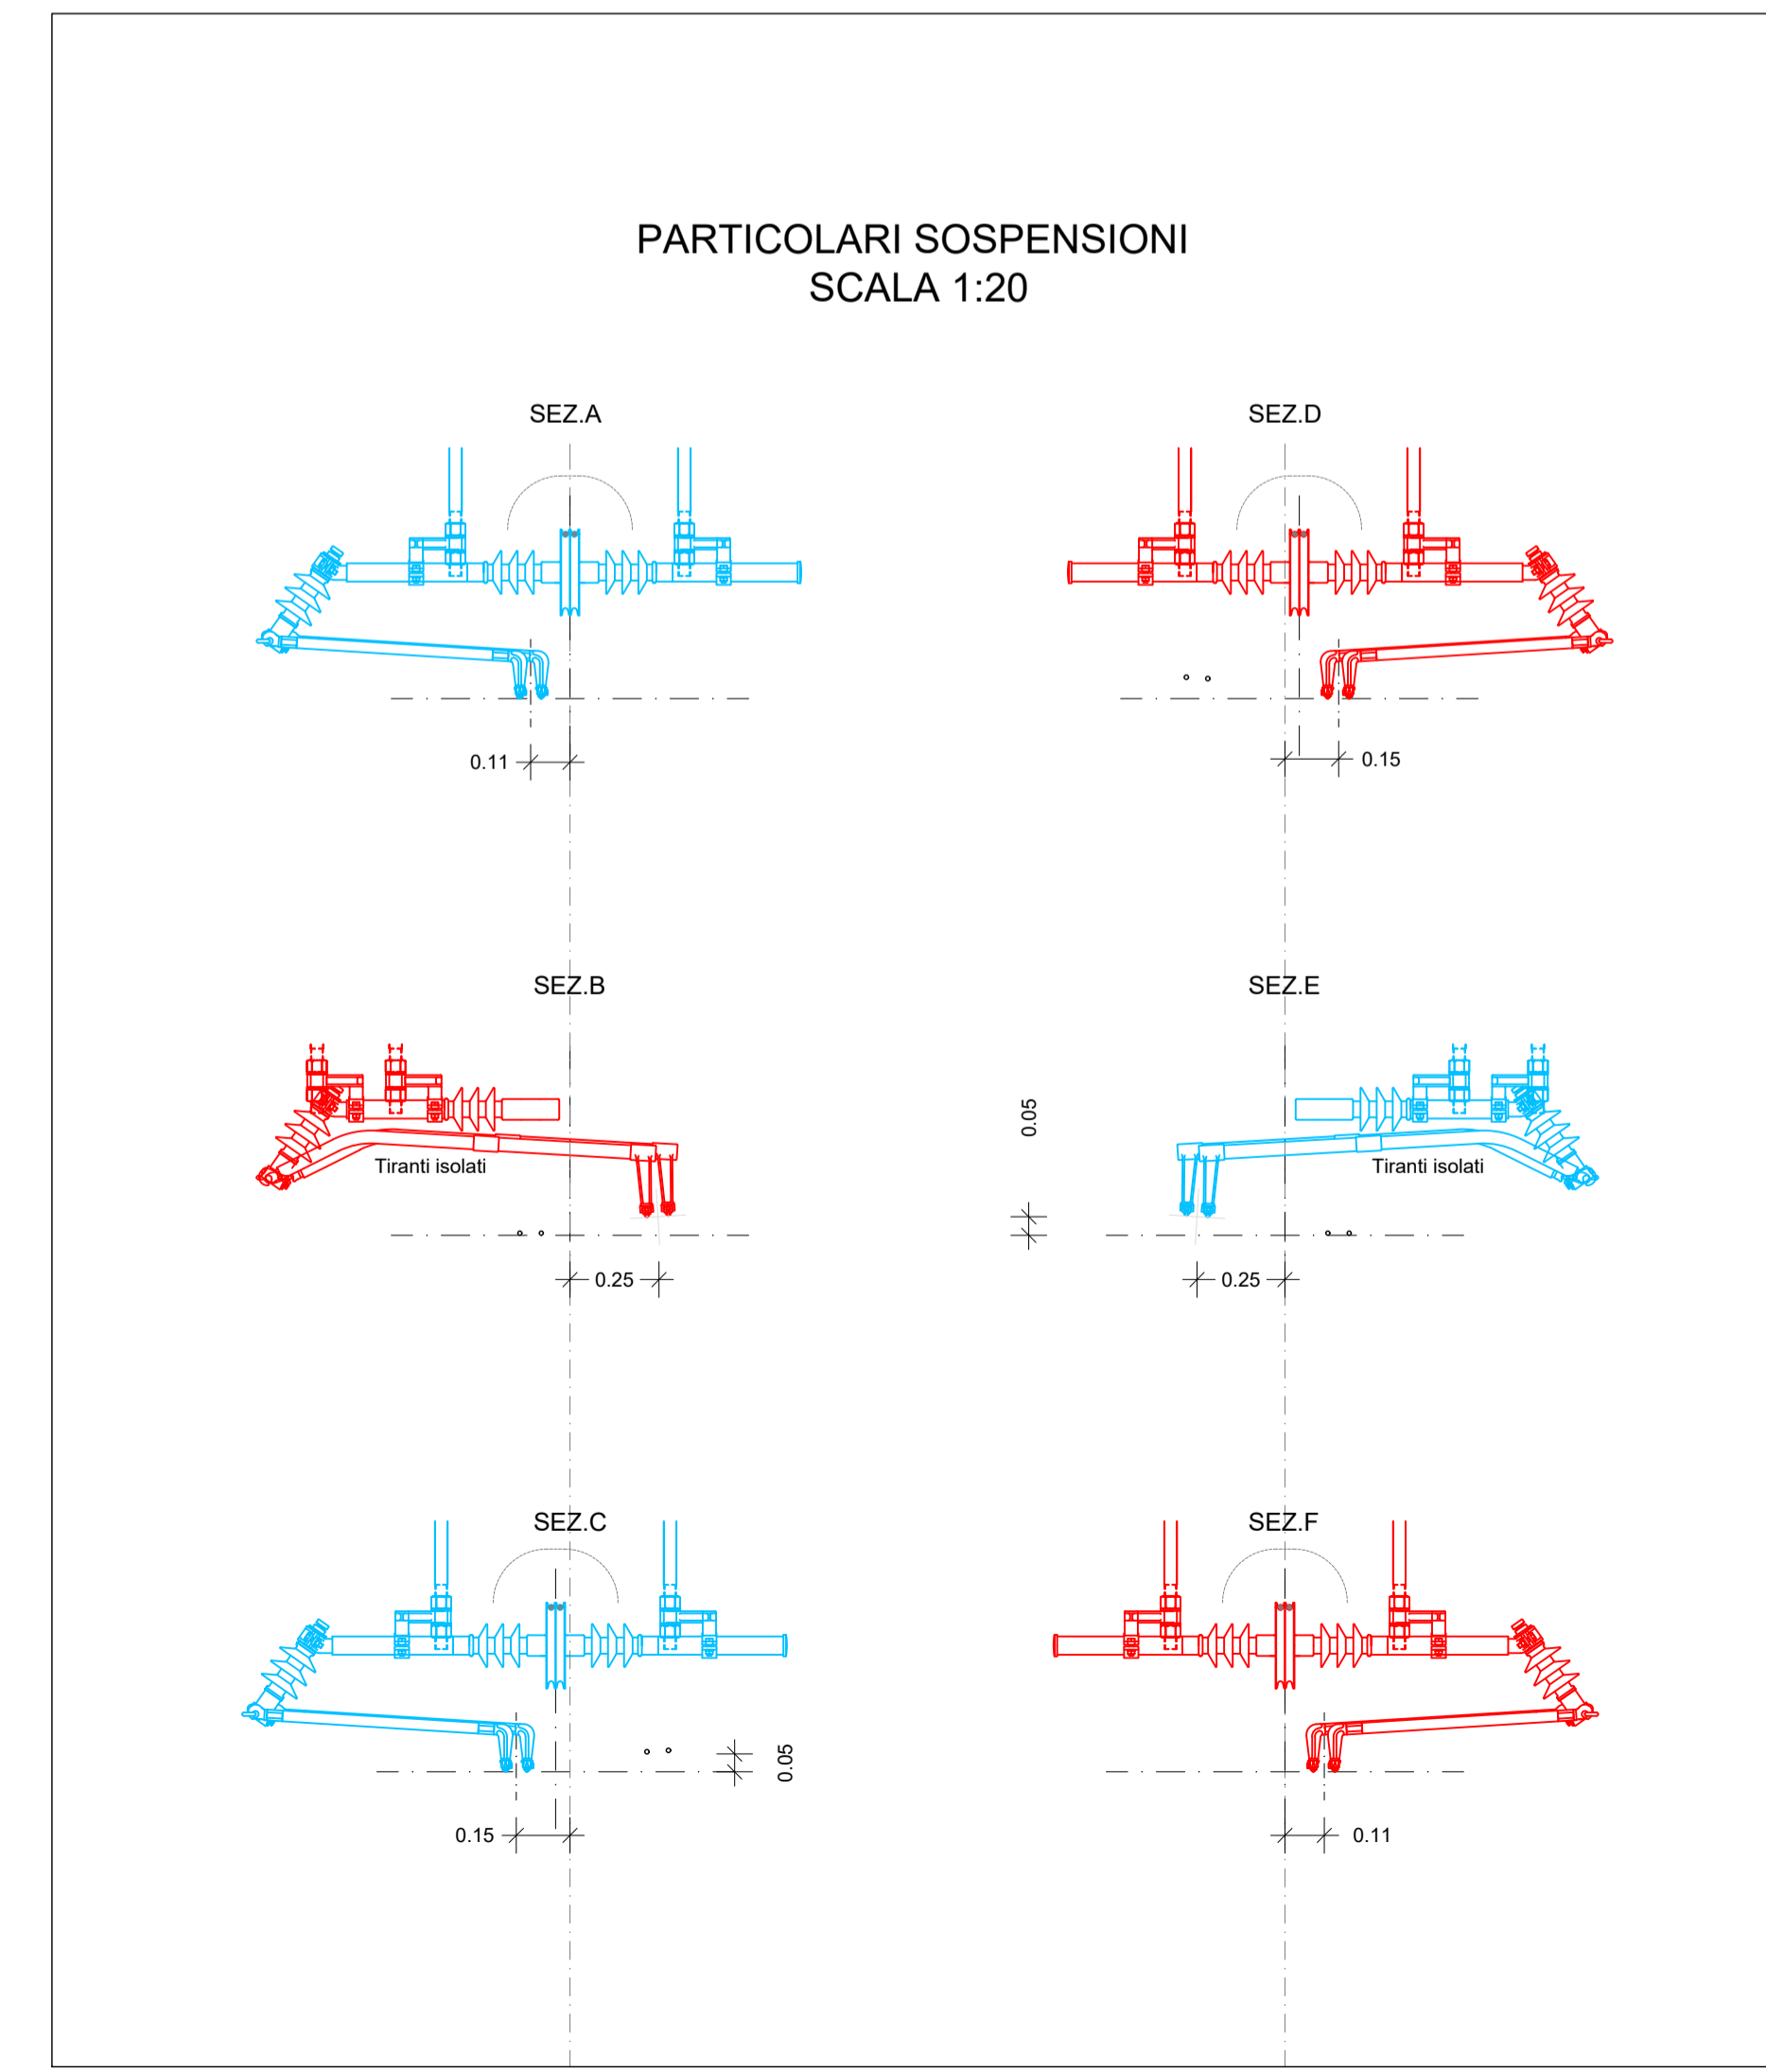 PARTICOLARI SOSPENSIONI
SCALA 1:20
SEZ.A
SEZ.D
0.11
0.15
SEZ.B
SEZ.E
0.05
Tiranti isolati
Tiranti isolati
0.25
0.25
SEZ.C
SEZ.F
0.05
0.15
0.11